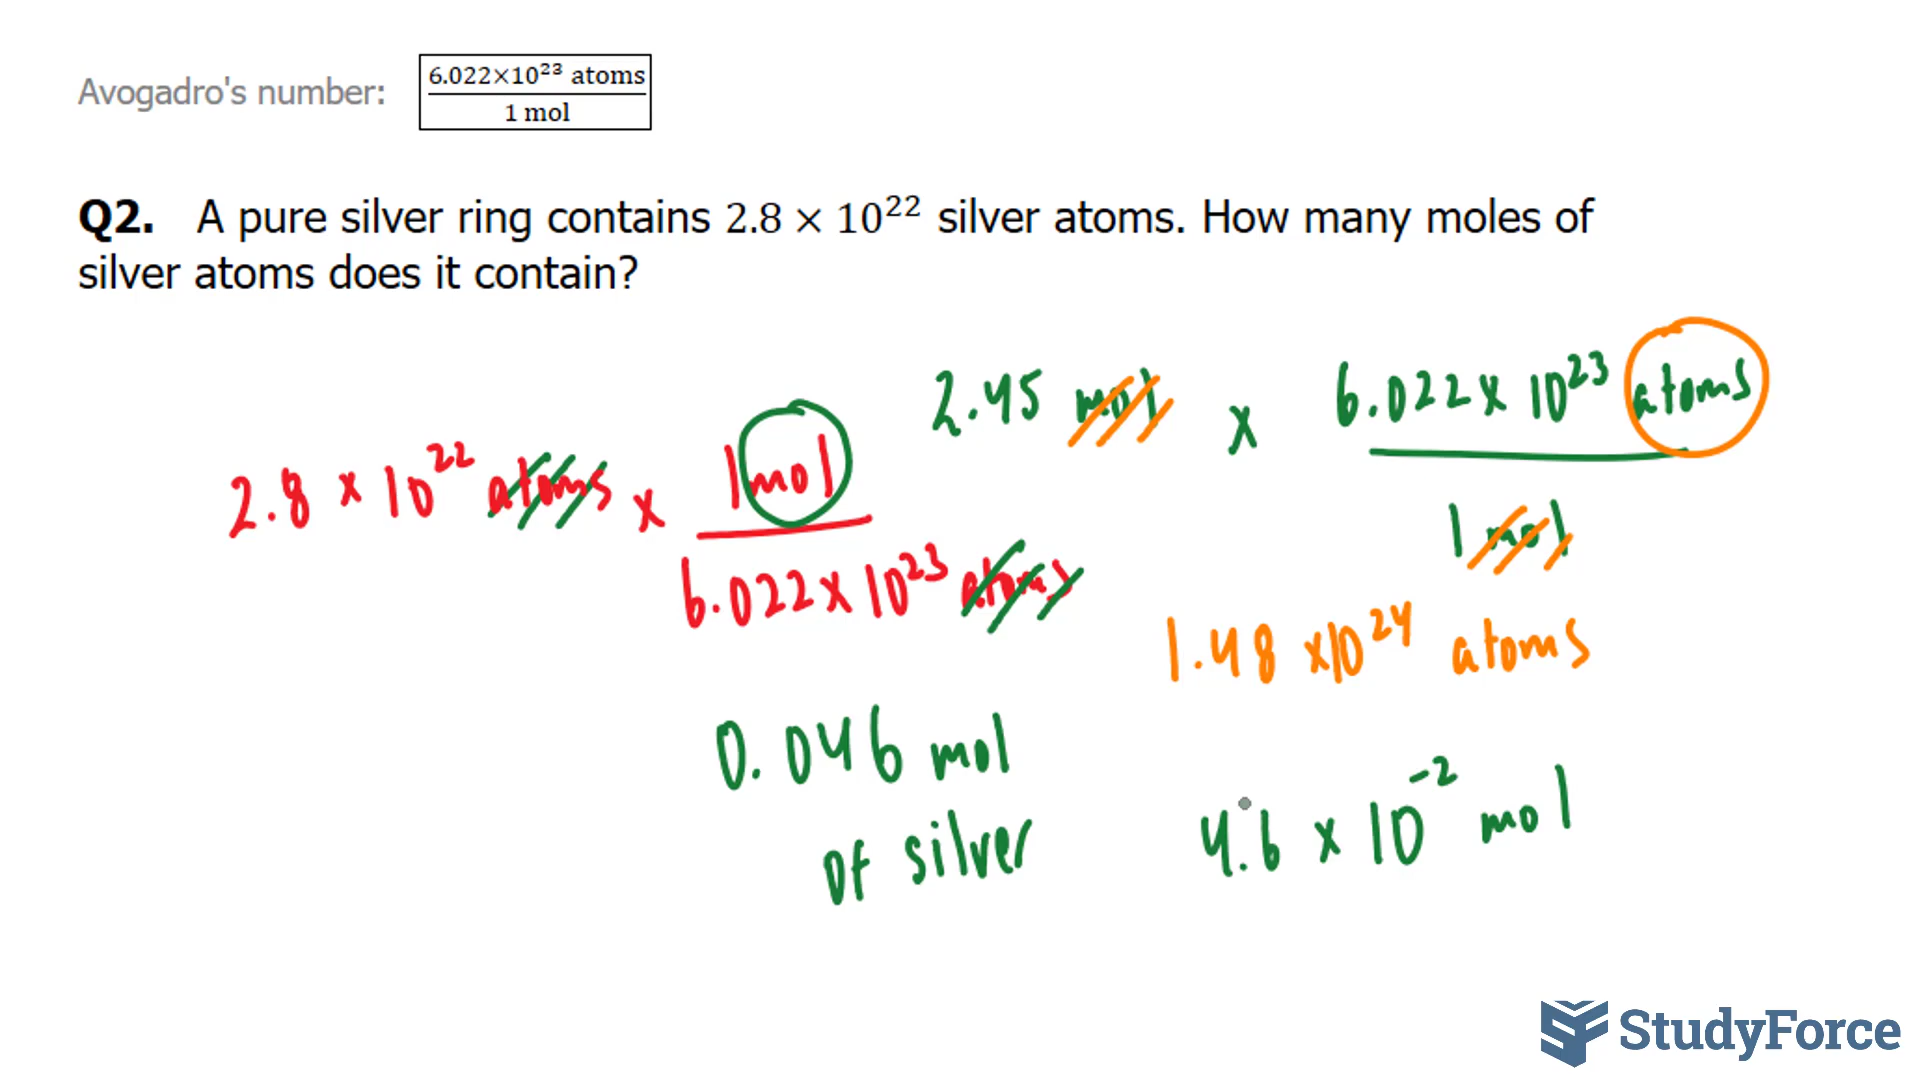 Avogadro's number: 6.022×10²³ atoms
1 mol
Q2. A pure silver ring contains 2.8 × 10²² silver atoms. How many moles of
silver atoms does it contain?
2.45 mol x 6.022 x 10²³ atoms
1 mol
2.8 x 10²² atoms x 1 mol
6.022 x 10²³ atoms
1.48 x 10²⁴ atoms
0.046 mol
of silver
4.6 x 10⁻² mol
StudyForce